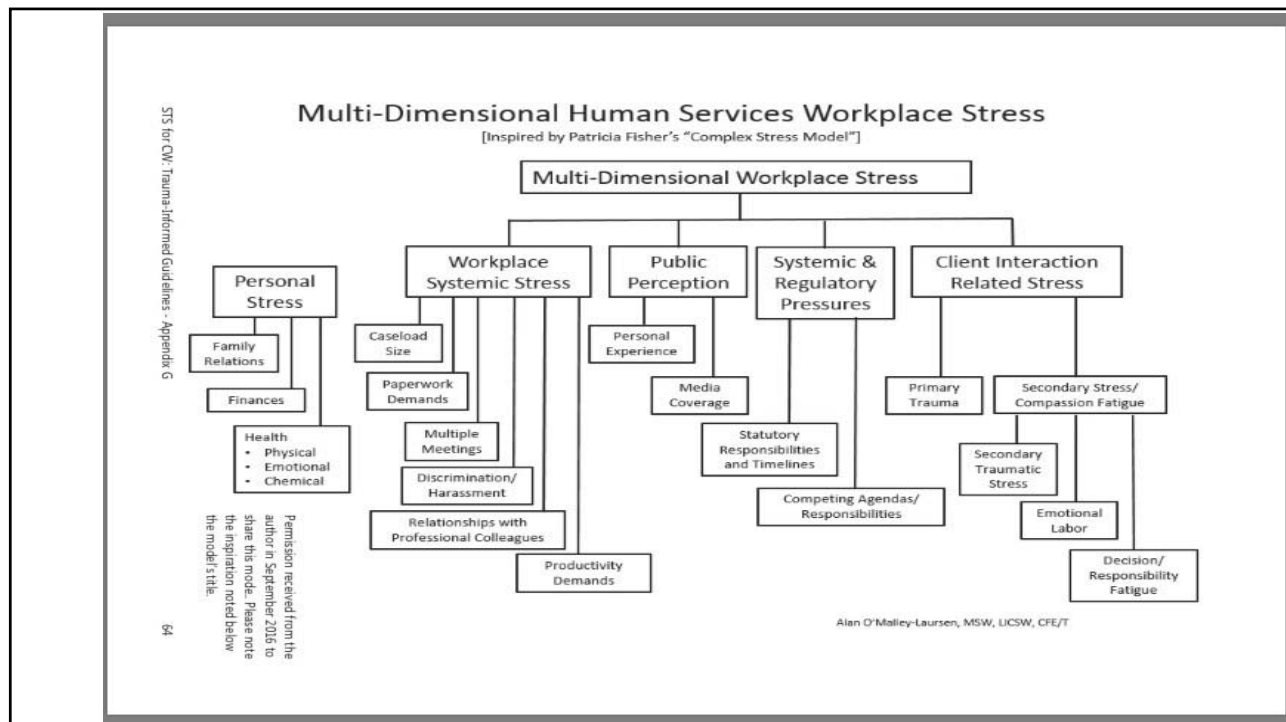 Multi-Dimensional Human Services Workplace Stress
[Inspired by Patricia Fisher's "Complex Stress Model"]
Multi-Dimensional Workplace Stress
Personal
Stress
Family
Relations
Finances
Health
• Physical
• Emotional
• Chemical
Workplace
Systemic Stress
Caseload
Size
Paperwork
Demands
Multiple
Meetings
Discrimination/
Harassment
Relationships with
Professional Colleagues
Productivity
Demands
Public
Perception
Personal
Experience
Media
Coverage
Systemic &
Regulatory
Pressures
Statutory
Responsibilities
and Timelines
Competing Agendas/
Responsibilities
Client Interaction
Related Stress
Primary
Trauma
Secondary Stress/
Compassion Fatigue
Secondary
Traumatic
Stress
Emotional
Labor
Decision/
Responsibility
Fatigue
Alan O'Malley-Laursen, MSW, LICSW, CFE/T
STS for CW: Trauma-Informed Guidelines - Appendix G
64
Permission received from the
author in September 2016 to
share this mode. Please note
the inspiration noted below
the model's title.